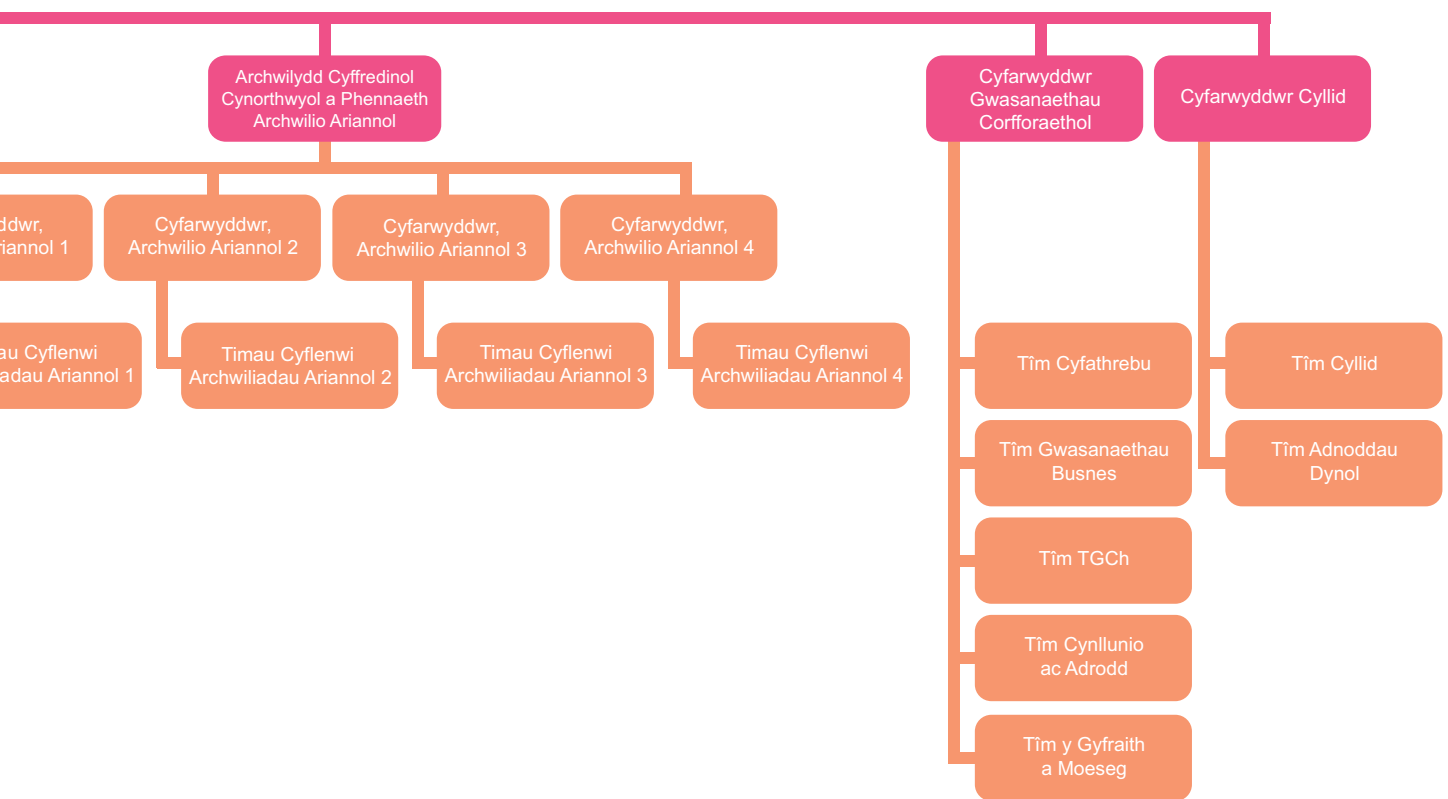 Archwilydd Cyffredinol
Cynorthwyol a Phennaeth
Archwilio Ariannol
Cyfarwyddwr
Gwasanaethau
Corfforaethol
Cyfarwyddwr Cyllid
Cyfarwyddwr,
Archwilio Ariannol 2
Cyfarwyddwr,
Archwilio Ariannol 3
Cyfarwyddwr,
Archwilio Ariannol 4
Cyflenwi
Ariannol 1
Timau Cyflenwi
Archwiliadau Ariannol 2
Timau Cyflenwi
Archwiliadau Ariannol 3
Timau Cyflenwi
Archwiliadau Ariannol 4
Tîm Cyfathrebu
Tîm Gwasanaethau
Busnes
Tîm TGCh
Tîm Cynllunio
ac Adrodd
Tîm y Gyfraith
a Moeseg
Tîm Cyllid
Tîm Adnoddau
Dynol